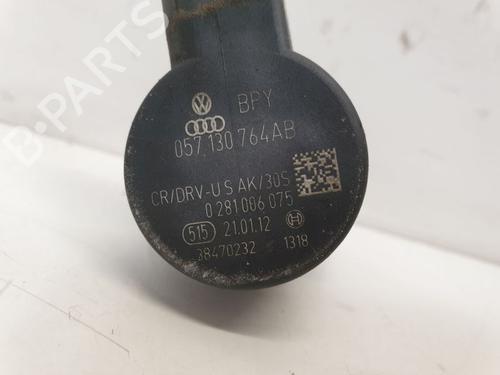 B-Parts
BPY
057 130 764AB
CR/DRV-U S AK/30S
0 281 006 075
515 21.01.12
38470232 1318